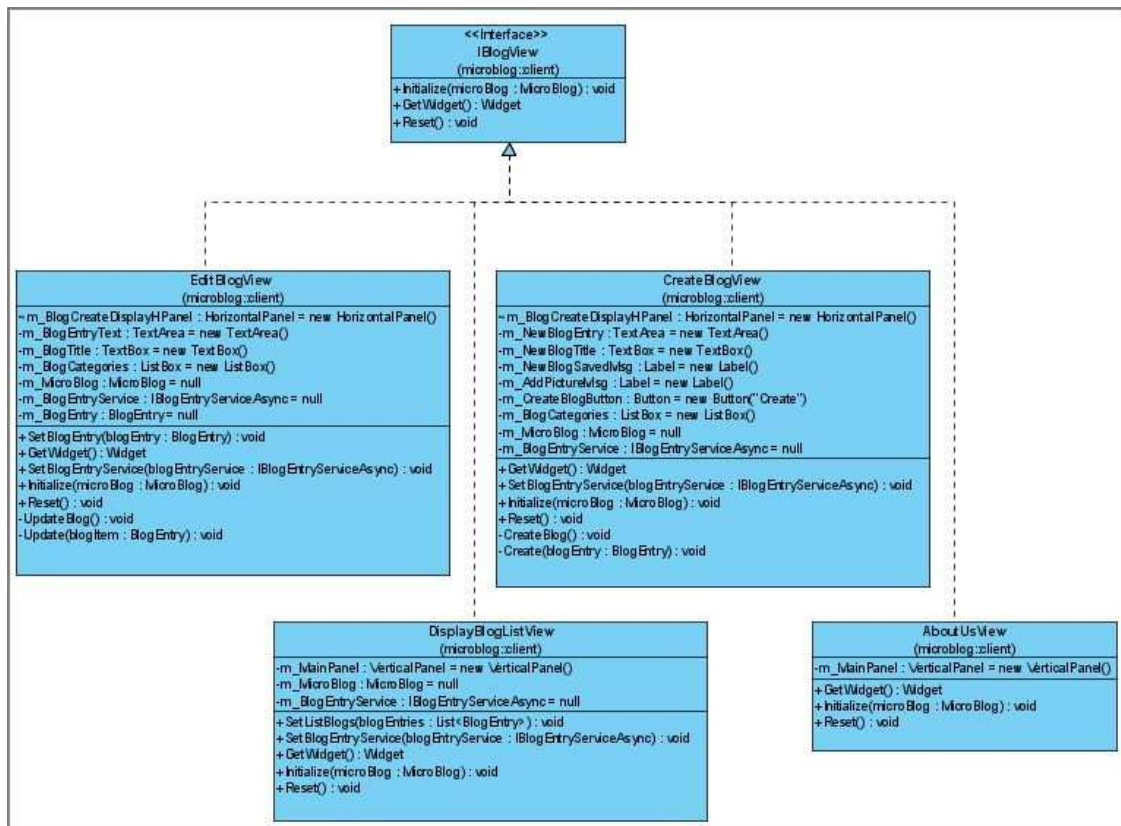 <<Interface>>
IBlogView
(microblog::client)
+Initialize(microBlog : MicroBlog) : void
+GetWidget() : Widget
+Reset() : void
EditBlogView
(microblog::client)
~m_BlogCreateDisplayHPanel : HorizontalPanel = new HorizontalPanel()
-m_BlogEntryText : TextArea = new TextArea()
-m_BlogTitle : TextBox = new TextBox()
-m_BlogCategories : ListBox = new ListBox()
-m_MicroBlog : MicroBlog = null
-m_BlogEntryService : IBlogEntryServiceAsync = null
-m_BlogEntry : BlogEntry = null
+SetBlogEntry(blogEntry : BlogEntry) : void
+GetWidget() : Widget
+SetBlogEntryService(blogEntryService : IBlogEntryServiceAsync) : void
+Initialize(microBlog : MicroBlog) : void
+Reset() : void
-UpdateBlog() : void
-Update(blogItem : BlogEntry) : void
CreateBlogView
(microblog::client)
~m_BlogCreateDisplayHPanel : HorizontalPanel = new HorizontalPanel()
-m_NewBlogEntry : TextArea = new TextArea()
-m_NewBlogTitle : TextBox = new TextBox()
-m_NewBlogSavedMsg : Label = new Label()
-m_AddPictureMsg : Label = new Label()
-m_CreateBlogButton : Button = new Button("Create")
-m_BlogCategories : ListBox = new ListBox()
-m_MicroBlog : MicroBlog = null
-m_BlogEntryService : IBlogEntryServiceAsync = null
+GetWidget() : Widget
+SetBlogEntryService(blogEntryService : IBlogEntryServiceAsync) : void
+Initialize(microBlog : MicroBlog) : void
+Reset() : void
-CreateBlog() : void
-Create(blogEntry : BlogEntry) : void
DisplayBlogListView
(microblog::client)
-m_MainPanel : VerticalPanel = new VerticalPanel()
-m_MicroBlog : MicroBlog = null
-m_BlogEntryService : IBlogEntryServiceAsync = null
+SetListBlogs(blogEntries : List<BlogEntry>) : void
+SetBlogEntryService(blogEntryService : IBlogEntryServiceAsync) : void
+GetWidget() : Widget
+Initialize(microBlog : MicroBlog) : void
+Reset() : void
AboutUsView
(microblog::client)
-m_MainPanel : VerticalPanel = new VerticalPanel()
+GetWidget() : Widget
+Initialize(microBlog : MicroBlog) : void
+Reset() : void